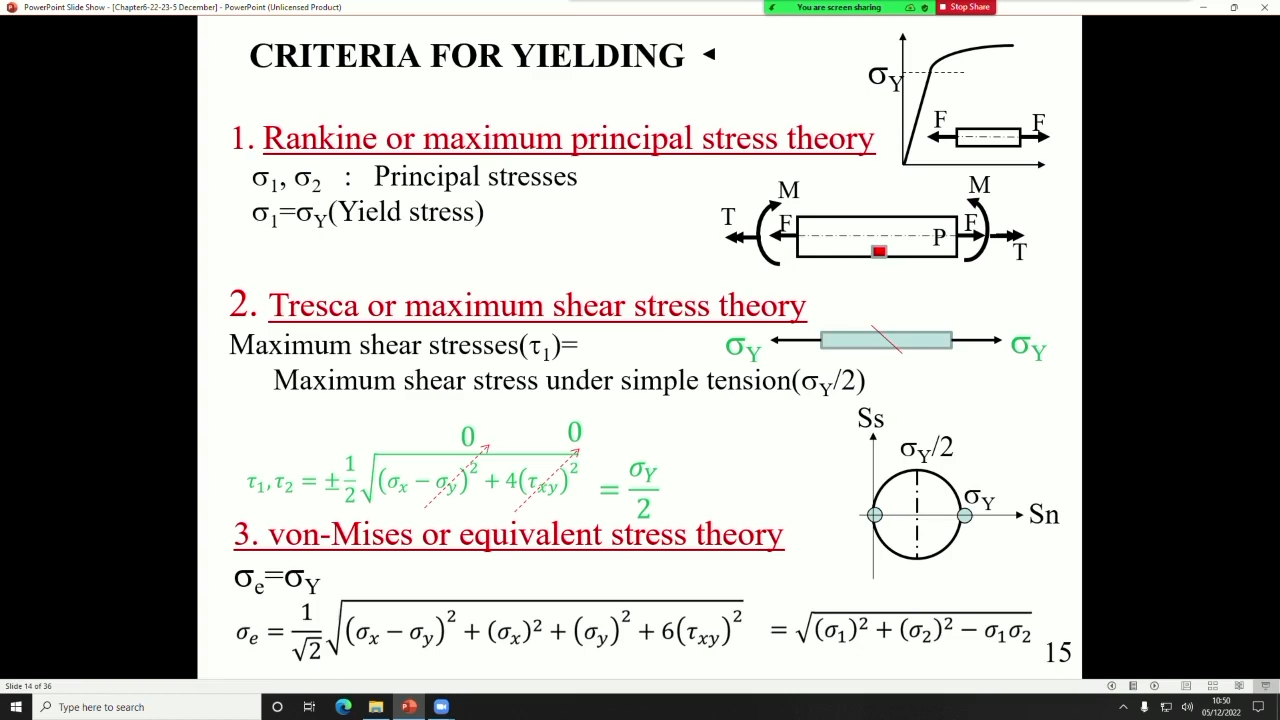 PowerPoint Slide Show - [Chapter6-22-23-5 December] - PowerPoint (Unlicensed Product)
You are screen sharing
Stop Share
CRITERIA FOR YIELDING
σY
F F
1. Rankine or maximum principal stress theory
σ1, σ2 : Principal stresses
σ1=σY(Yield stress)
M M
T F P F T
2. Tresca or maximum shear stress theory
Maximum shear stresses(τ1)=
σY σY
Maximum shear stress under simple tension(σY/2)
Ss
σY/2
σY
Sn
0 0
τ1, τ2 = ± 1/2 √(σx − σy)² + 4(τxy)² = σY/2
3. von-Mises or equivalent stress theory
σe=σY
σe = 1/√2 √(σx − σy)² + (σx)² + (σy)² + 6(τxy)² = √(σ1)² + (σ2)² − σ1σ2
15
Slide 14 of 36
Type here to search
10:50
05/12/2022